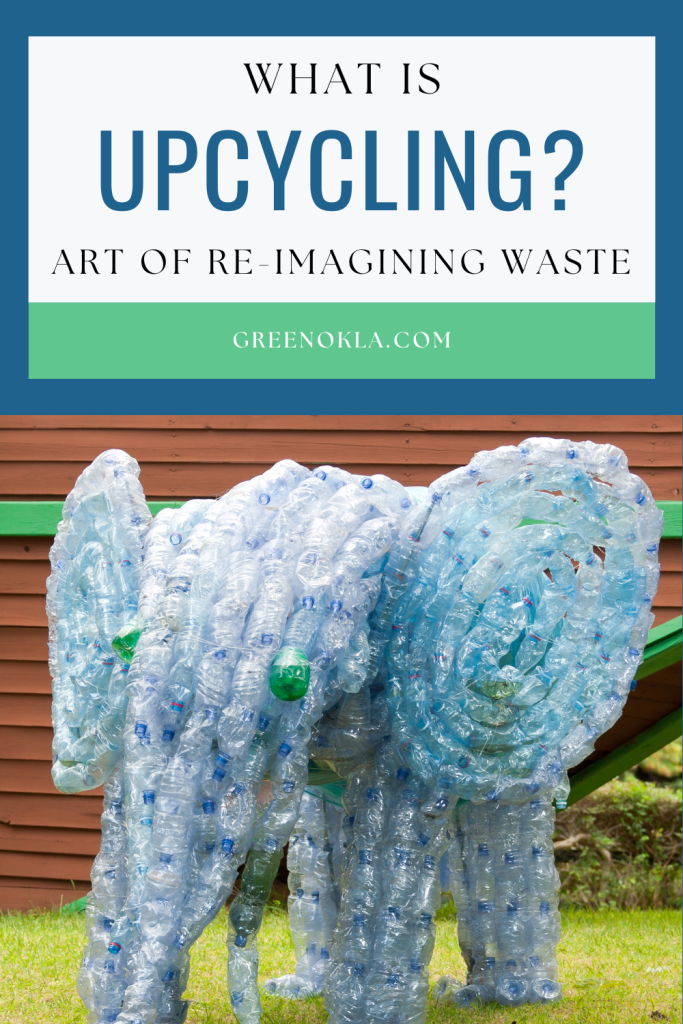 WHAT IS
UPCYCLING?
ART OF RE-IMAGINING WASTE
GREENOKLA.COM